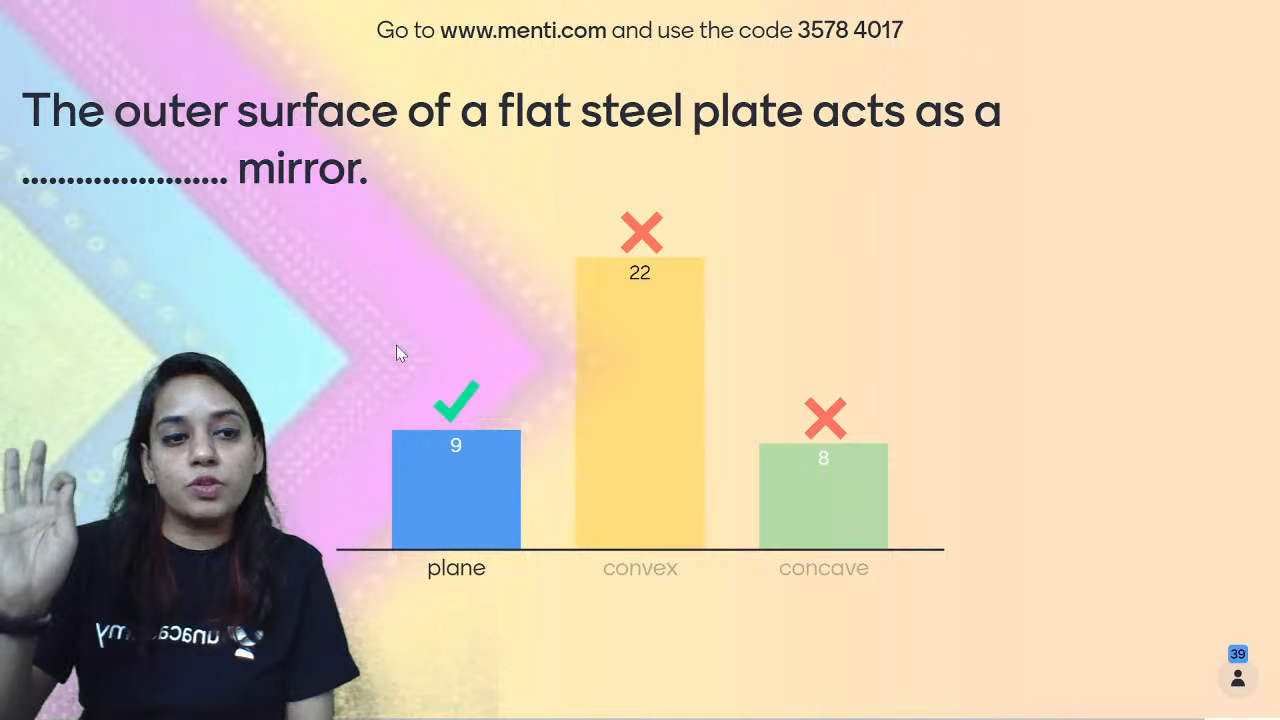 Go to www.menti.com and use the code 3578 4017
The outer surface of a flat steel plate acts as a
....................... mirror.
22
9
8
plane
convex
concave
unacademy
39